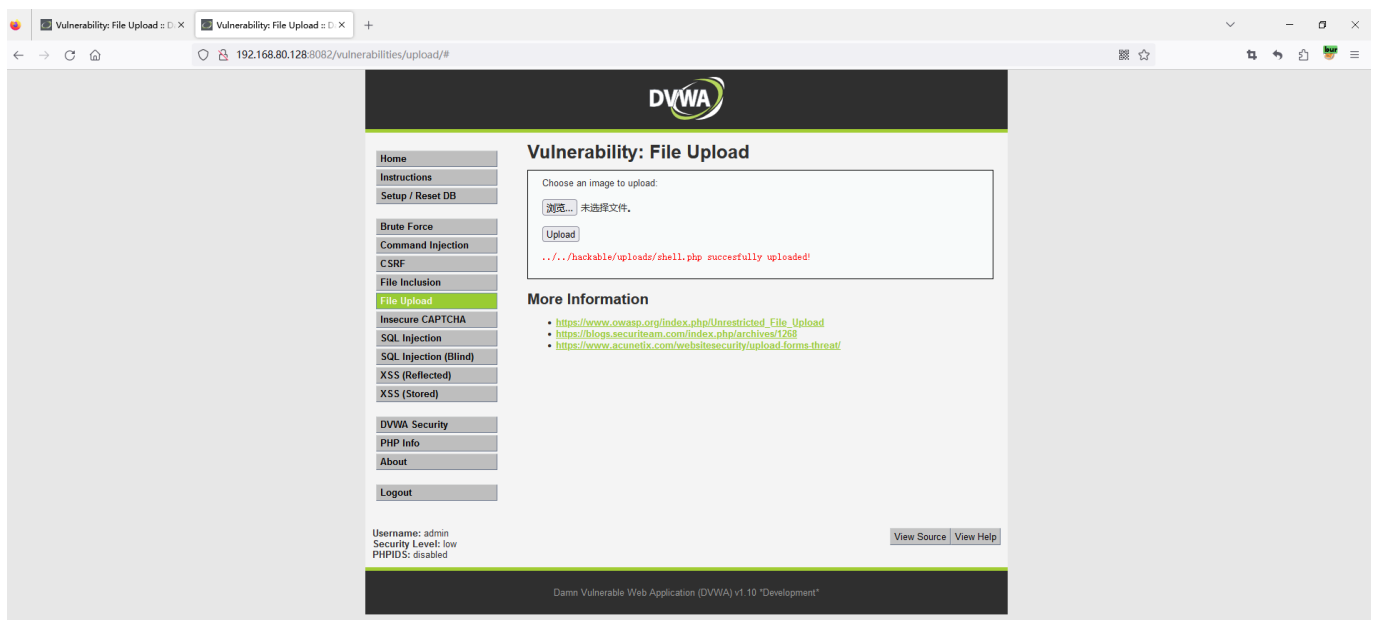 Vulnerability: File Upload :: D
Vulnerability: File Upload :: D
192.168.80.128:8082/vulnerabilities/upload/#
bur
DVWA
Home
Instructions
Setup / Reset DB
Brute Force
Command Injection
CSRF
File Inclusion
File Upload
Insecure CAPTCHA
SQL Injection
SQL Injection (Blind)
XSS (Reflected)
XSS (Stored)
DVWA Security
PHP Info
About
Logout
Vulnerability: File Upload
Choose an image to upload:
浏览... 未选择文件。
Upload
../../hackable/uploads/shell.php succesfully uploaded!
More Information
https://www.owasp.org/index.php/Unrestricted_File_Upload
https://blogs.securiteam.com/index.php/archives/1268
https://www.acunetix.com/websitesecurity/upload-forms-threat/
Username: admin
Security Level: low
PHPIDS: disabled
View Source View Help
Damn Vulnerable Web Application (DVWA) v1.10 *Development*